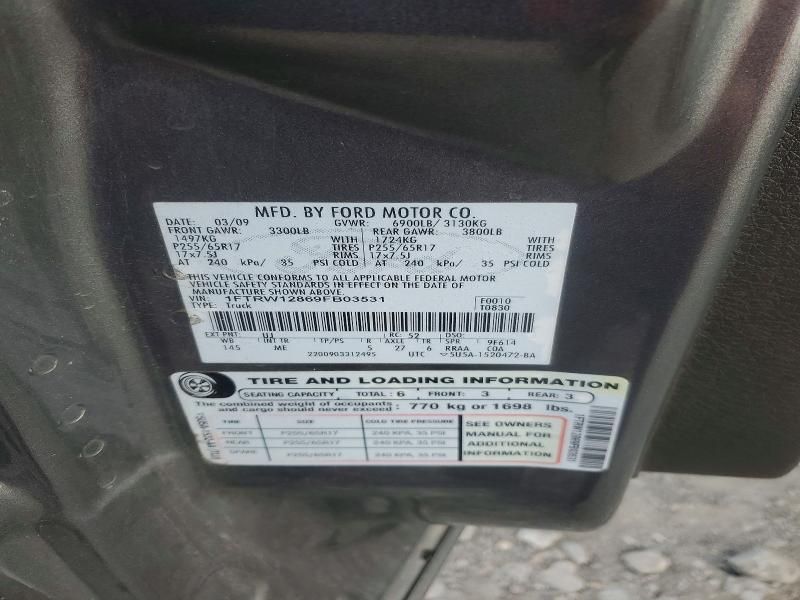 MFD. BY FORD MOTOR CO.
DATE: 03/09 GVWR: 6900LB/ 3130KG
FRONT GAWR: 3300LB REAR GAWR: 3800LB
1497KG WITH 1724KG WITH
P255/65R17 TIRES P255/65R17 TIRES
17x7.5J RIMS 17x7.5J RIMS
AT 240 kPa/ 35 PSI COLD AT 240 kPa/ 35 PSI COLD
THIS VEHICLE CONFORMS TO ALL APPLICABLE FEDERAL MOTOR
VEHICLE SAFETY STANDARDS IN EFFECT ON THE DATE OF
MANUFACTURE SHOWN ABOVE.
VIN: 1FTRW12869FB03531 F0010
TYPE: Truck T0830
EXT PNT: UJ RC: 52 DSO:
WB INT TR TP/PS R AXLE TR SPR 9F614
145 ME 5 27 6 RRAA COA
2200903312495 UTC 5U5A-1520472-BA
TIRE AND LOADING INFORMATION
SEATING CAPACITY TOTAL: 6 FRONT: 3 REAR: 3
The combined weight of occupants
and cargo should never exceed: 770 kg or 1698 lbs.
TIRE SIZE COLD TIRE PRESSURE
FRONT P255/65R17 240 KPA, 35 PSI
REAR P255/65R17 240 KPA, 35 PSI
SPARE P255/65R17 240 KPA, 35 PSI
SEE OWNERS
MANUAL FOR
ADDITIONAL
INFORMATION